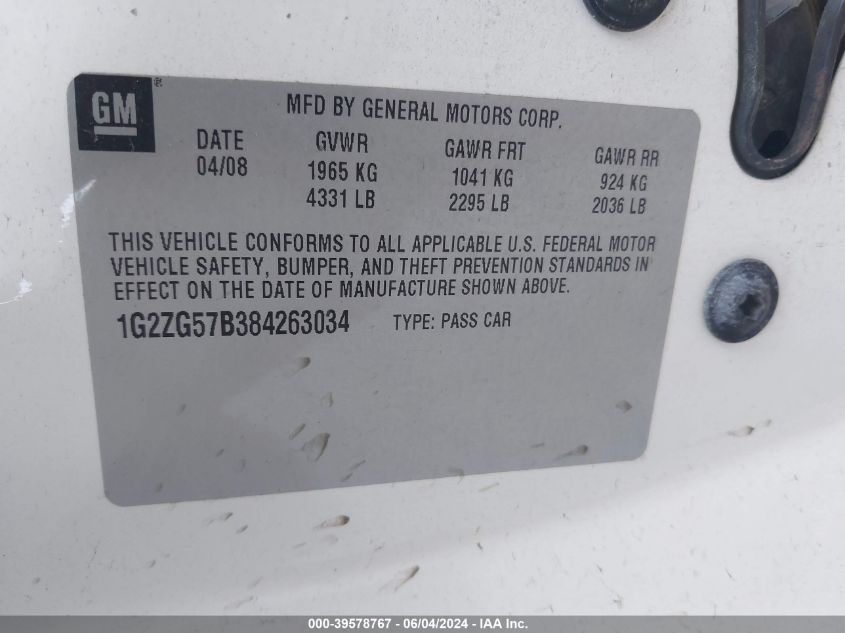 GM ®
MFD BY GENERAL MOTORS CORP.
DATE GVWR GAWR FRT GAWR RR
04/08 1965 KG 1041 KG 924 KG
4331 LB 2295 LB 2036 LB
THIS VEHICLE CONFORMS TO ALL APPLICABLE U.S. FEDERAL MOTOR
VEHICLE SAFETY, BUMPER, AND THEFT PREVENTION STANDARDS IN
EFFECT ON THE DATE OF MANUFACTURE SHOWN ABOVE.
1G2ZG57B384263034 TYPE: PASS CAR
000-39578767 - 06/04/2024 - IAA Inc.